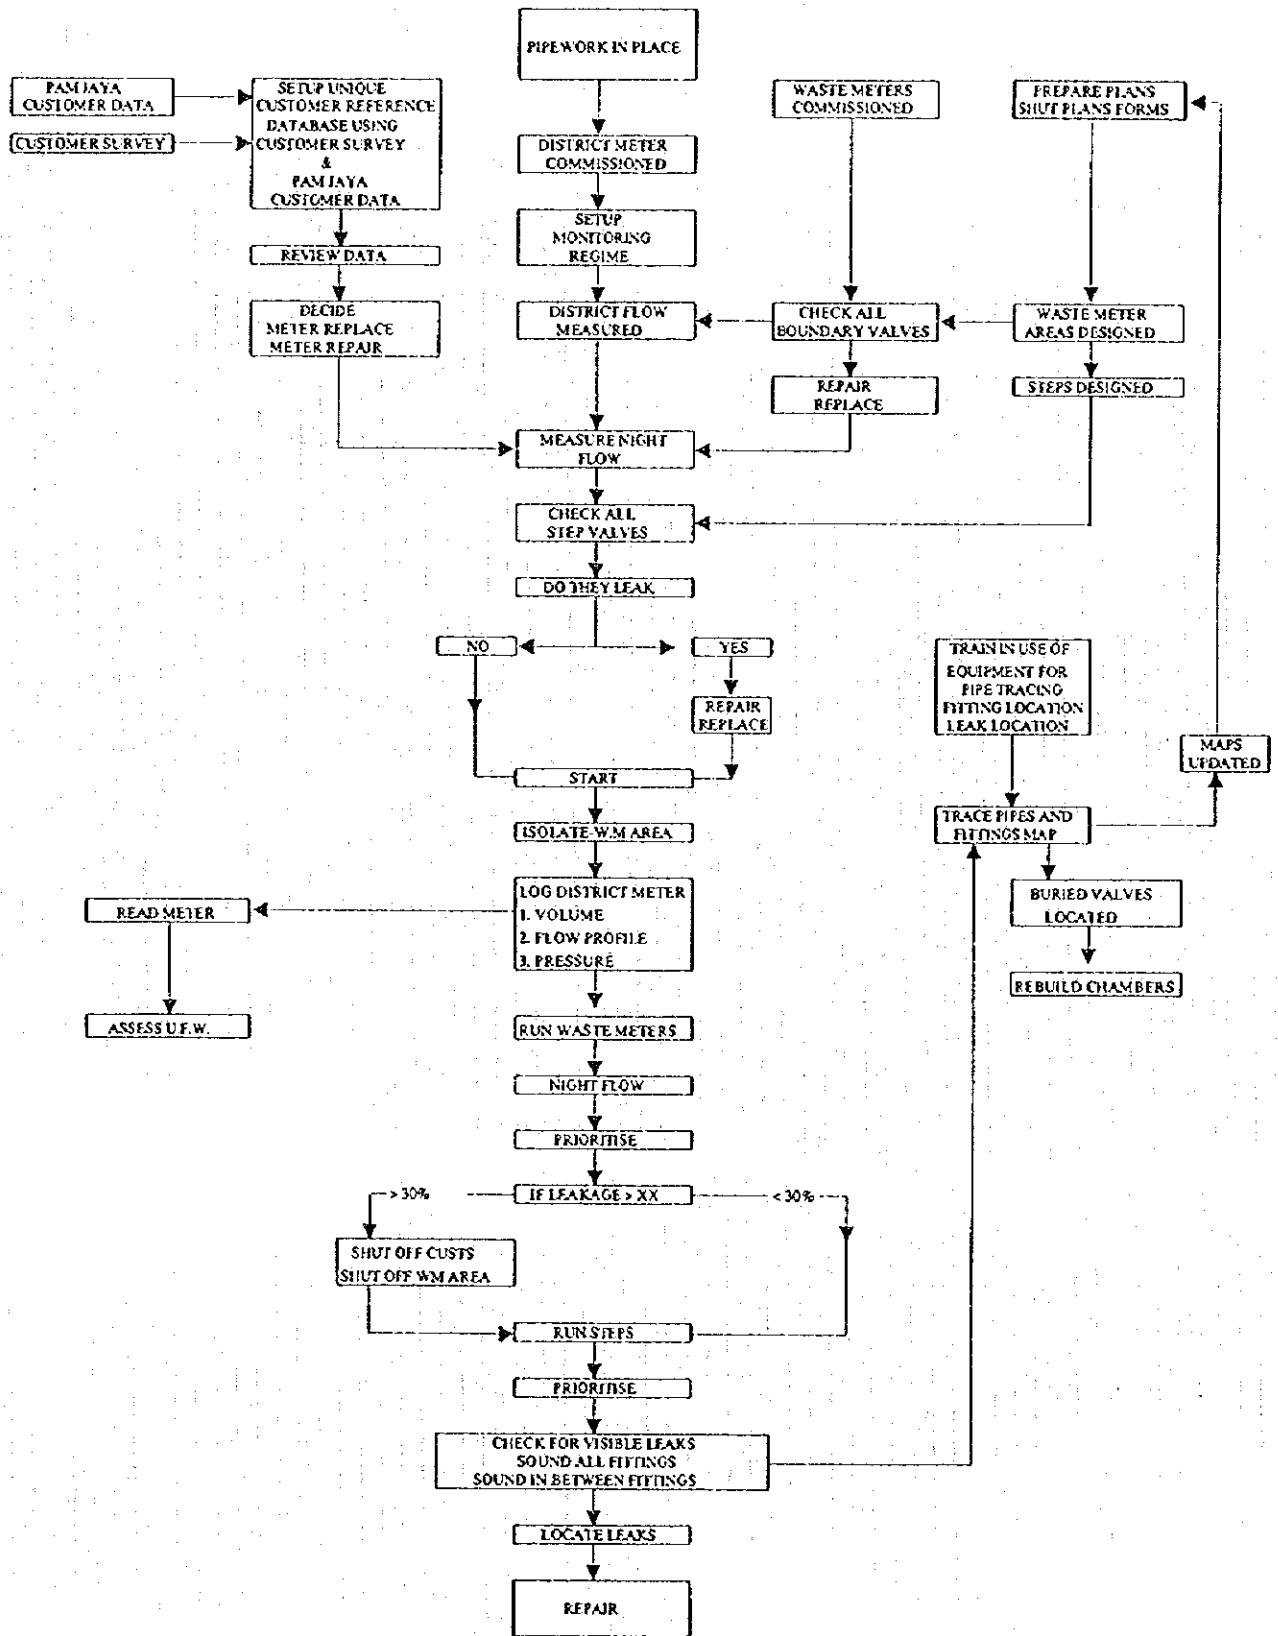 PIPEWORK IN PLACE
PAM JAYA
CUSTOMER DATA
CUSTOMER SURVEY
SETUP UNIQUE
CUSTOMER REFERENCE
DATABASE USING
CUSTOMER SURVEY
&
PAM JAYA
CUSTOMER DATA
REVIEW DATA
DECIDE
METER REPLACE
METER REPAIR
DISTRICT METER
COMMISSIONED
SETUP
MONITORING
REGIME
DISTRICT FLOW
MEASURED
WASTE METERS
COMMISSIONED
CHECK ALL
BOUNDARY VALVES
REPAIR
REPLACE
PREPARE PLANS
SHUT PLANS FORMS
WASTE METER
AREAS DESIGNED
STEPS DESIGNED
MEASURE NIGHT
FLOW
CHECK ALL
STEP VALVES
DO THEY LEAK
NO
YES
REPAIR
REPLACE
START
TRAIN IN USE OF
EQUIPMENT FOR
PIPE TRACING
FITTING LOCATION
LEAK LOCATION
MAPS
UPDATED
TRACE PIPES AND
FITTINGS MAP
BURIED VALVES
LOCATED
REBUILD CHAMBERS
ISOLATE-W.M AREA
LOG DISTRICT METER
1. VOLUME
2. FLOW PROFILE
3. PRESSURE
READ METER
ASSESS U.F.W.
RUN WASTE METERS
NIGHT FLOW
PRIORITISE
> 30%
IF LEAKAGE > XX
< 30%
SHUT OFF CUSTS
SHUT OFF WM AREA
RUN STEPS
PRIORITISE
CHECK FOR VISIBLE LEAKS
SOUND ALL FITTINGS
SOUND IN BETWEEN FITTINGS
LOCATE LEAKS
REPAIR